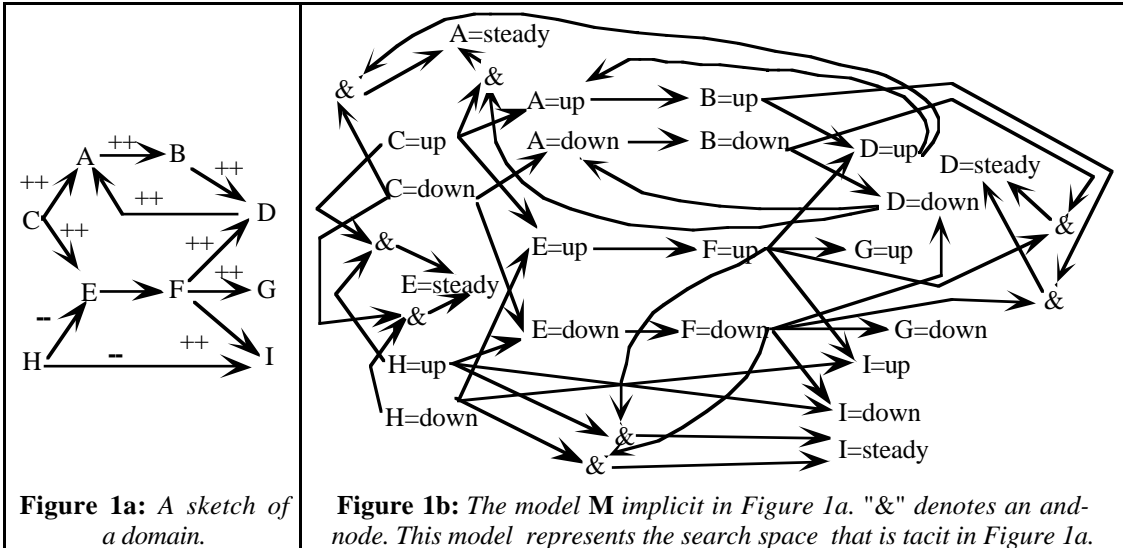 A=steady
&
&
A=up
B=up
C=up
A=down
B=down
D=up
D=steady
C=down
D=down
&
&
E=up
F=up
G=up
E=steady
&
&
E=down
F=down
G=down
H=up
I=up
H=down
I=down
&
I=steady
&
++
A
B
++
++
++
C
D
++
++
++
E
F
G
--
--
++
H
I
Figure 1a: A sketch of
a domain.
Figure 1b: The model M implicit in Figure 1a. "&" denotes an and-
node. This model represents the search space that is tacit in Figure 1a.